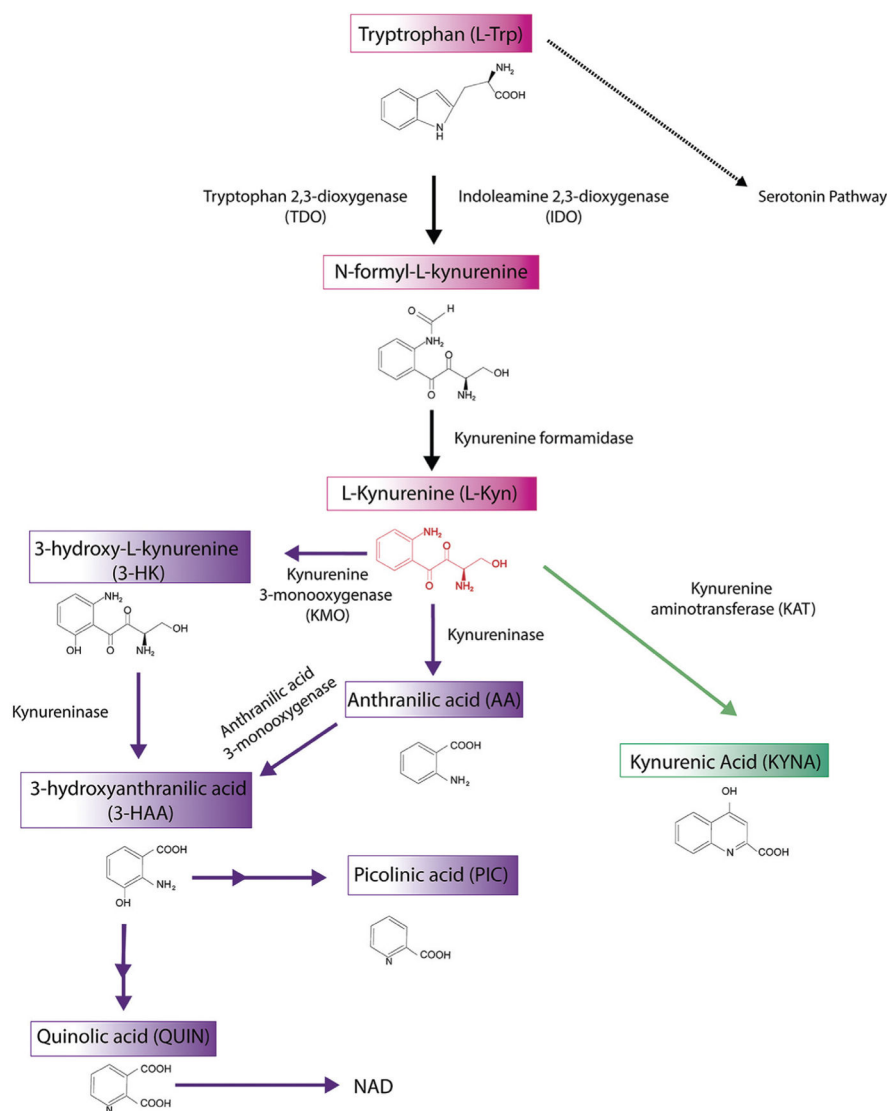 Tryptrophan (L-Trp)
NH2
COOH
N
H
Tryptophan 2,3-dioxygenase
(TDO)
Indoleamine 2,3-dioxygenase
(IDO)
Serotonin Pathway
N-formyl-L-kynurenine
O
H
NH2
O
OH
O
NH2
Kynurenine formamidase
L-Kynurenine (L-Kyn)
NH2
O
OH
O
NH2
3-hydroxy-L-kynurenine
(3-HK)
Kynurenine
3-monooxygenase
(KMO)
Kynurenine
aminotransferase (KAT)
NH2
O
OH
OH
O
NH2
Kynureninase
Kynureninase
Anthranilic acid
3-monooxygenase
Anthranilic acid (AA)
COOH
NH2
Kynurenic Acid (KYNA)
OH
N
COOH
3-hydroxyanthranilic acid
(3-HAA)
COOH
NH2
OH
Picolinic acid (PIC)
N
COOH
Quinolic acid (QUIN)
COOH
COOH
N
NAD